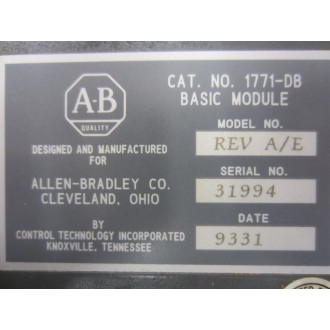 A-B
QUALITY
DESIGNED AND MANUFACTURED
FOR
ALLEN-BRADLEY CO.
CLEVELAND, OHIO
BY
CONTROL TECHNOLOGY INCORPORATED
KNOXVILLE, TENNESSEE
CAT. NO. 1771-DB
BASIC MODULE
MODEL NO.
REV A/E
SERIAL NO.
31994
DATE
9331